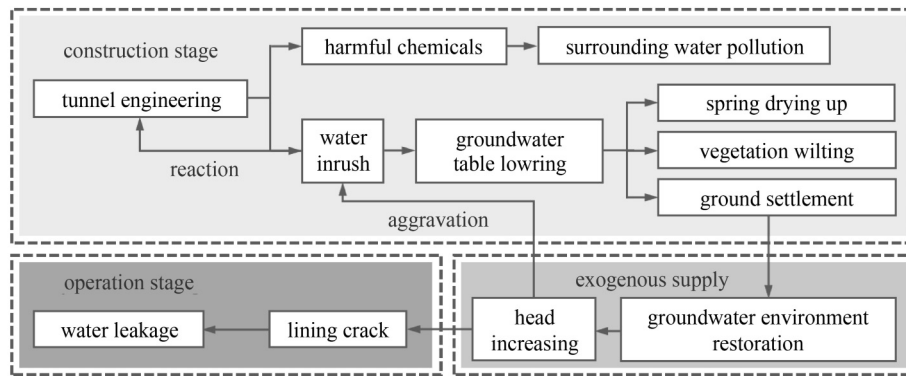 construction stage
harmful chemicals
surrounding water pollution
tunnel engineering
spring drying up
water
inrush
groundwater
table lowring
vegetation wilting
reaction
ground settlement
aggravation
operation stage
exogenous supply
water leakage
lining crack
head
increasing
groundwater environment
restoration